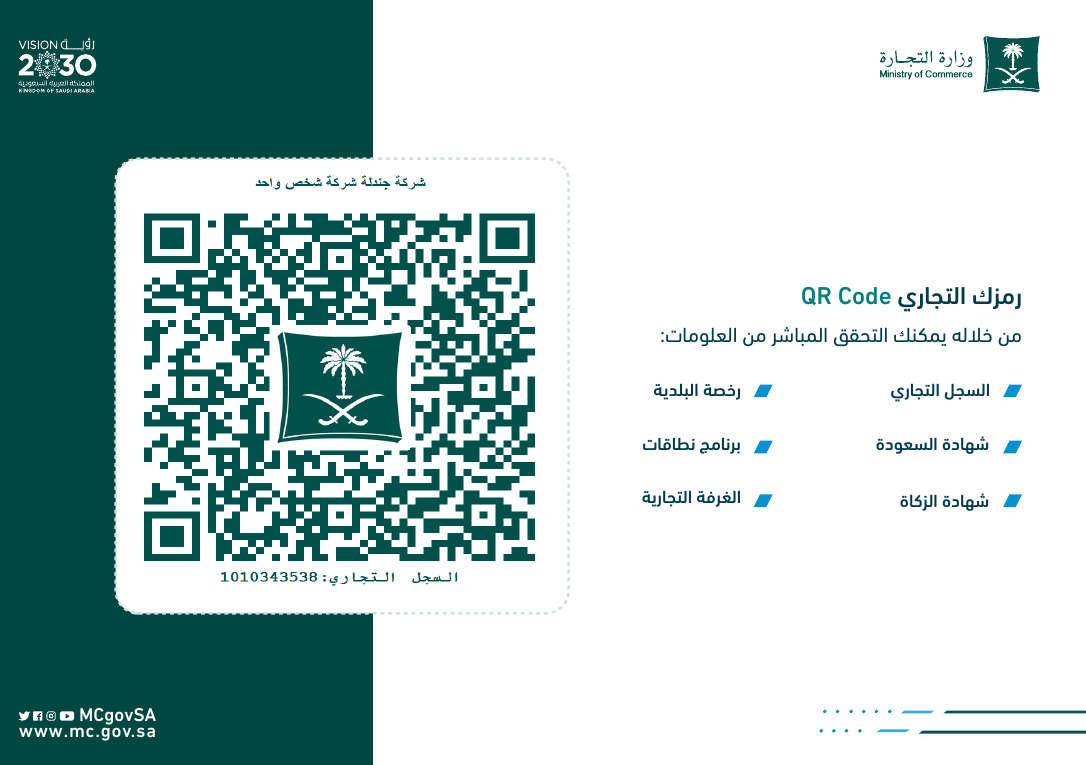 VISION رؤيـــة
2030
المملكة العربية السعودية
KINGDOM OF SAUDI ARABIA
وزارة التجـارة
Ministry of Commerce
شركة جندلة شركة شخص واحد
السجل التجاري: 1010343538
رمزك التجاري QR Code
من خلاله يمكنك التحقق المباشر من العلومات:
السجل التجاري
رخصة البلدية
شهادة السعودة
برنامج نطاقات
شهادة الزكاة
الغرفة التجارية
MCgovSA
www.mc.gov.sa